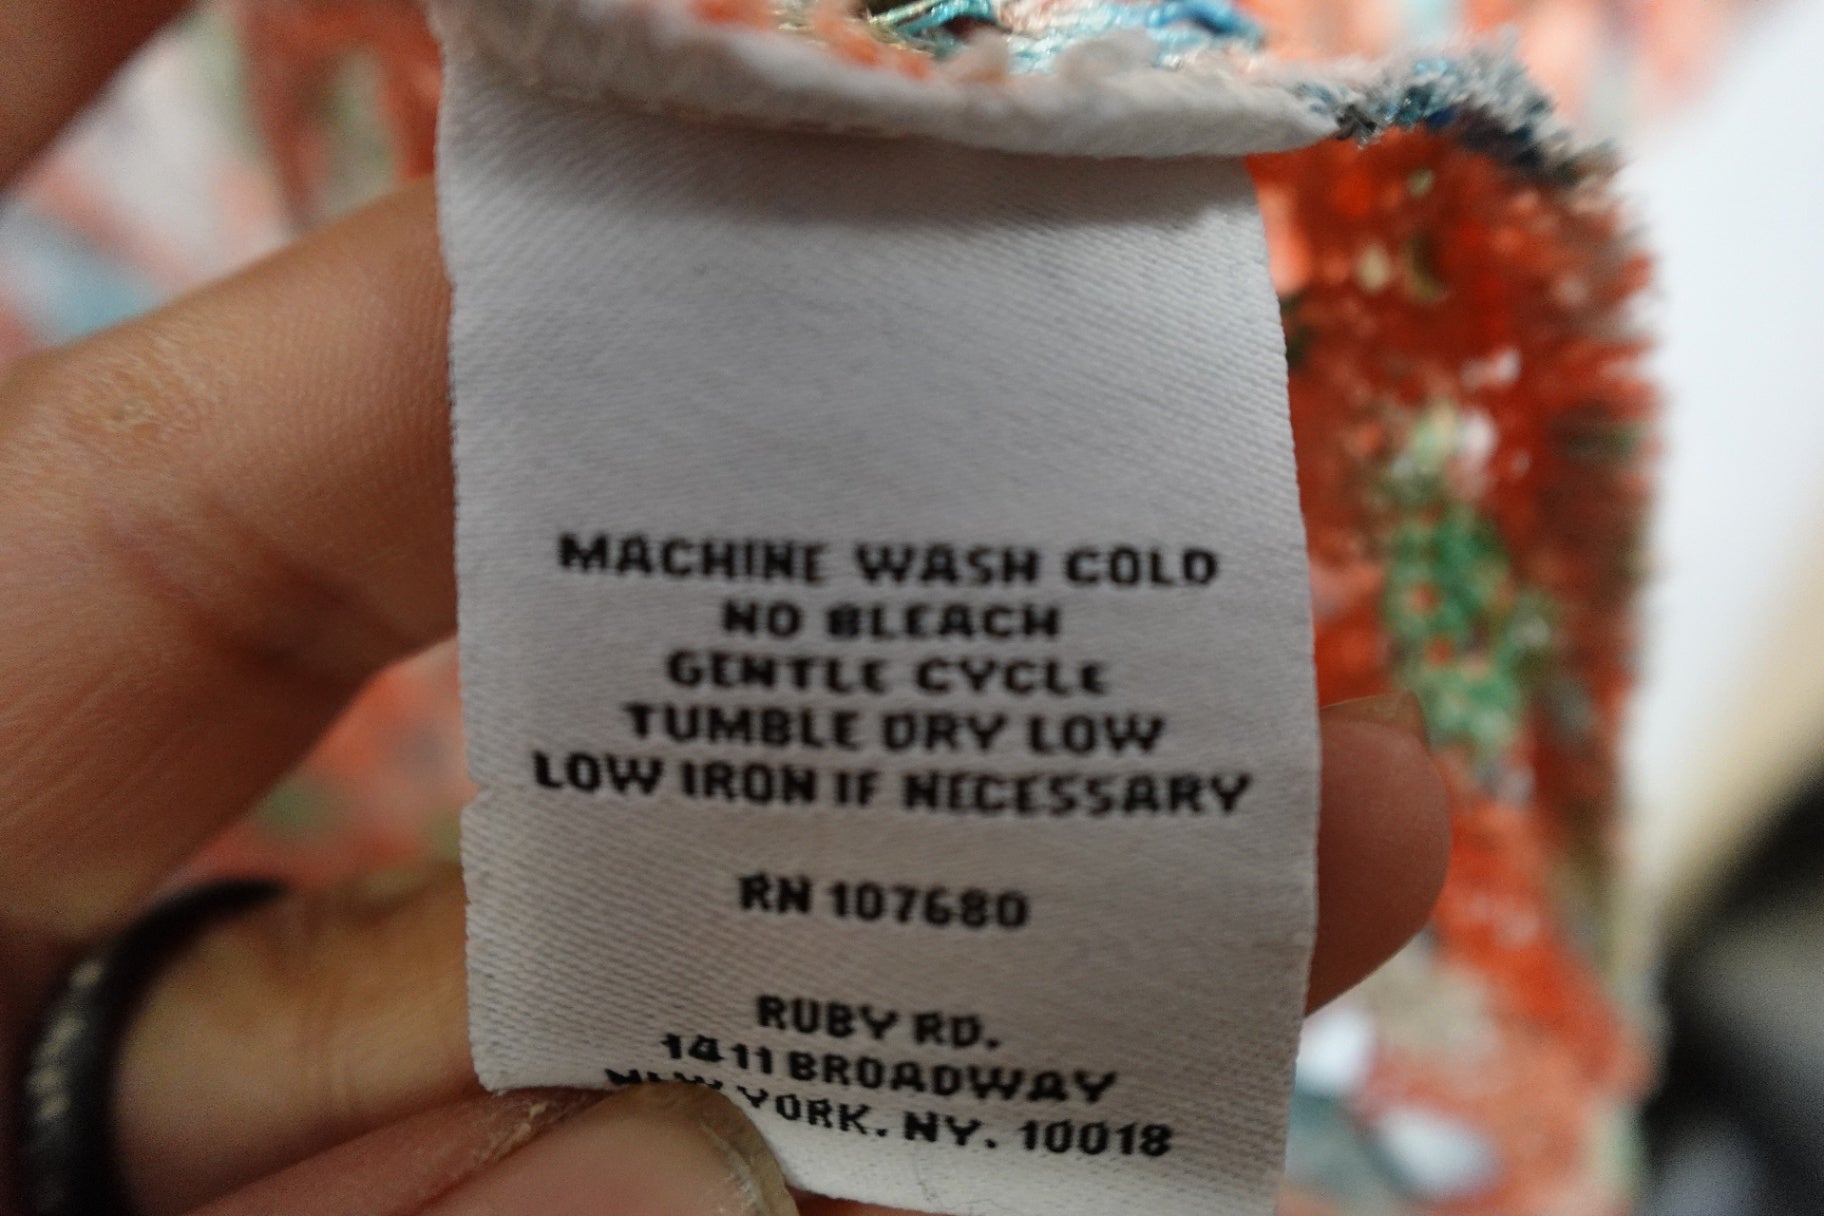 MACHINE WASH COLD
NO BLEACH
GENTLE CYCLE
TUMBLE DRY LOW
LOW IRON IF NECESSARY
RN 107680
RUBY RD.
1411 BROADWAY
NEW YORK, NY. 10018